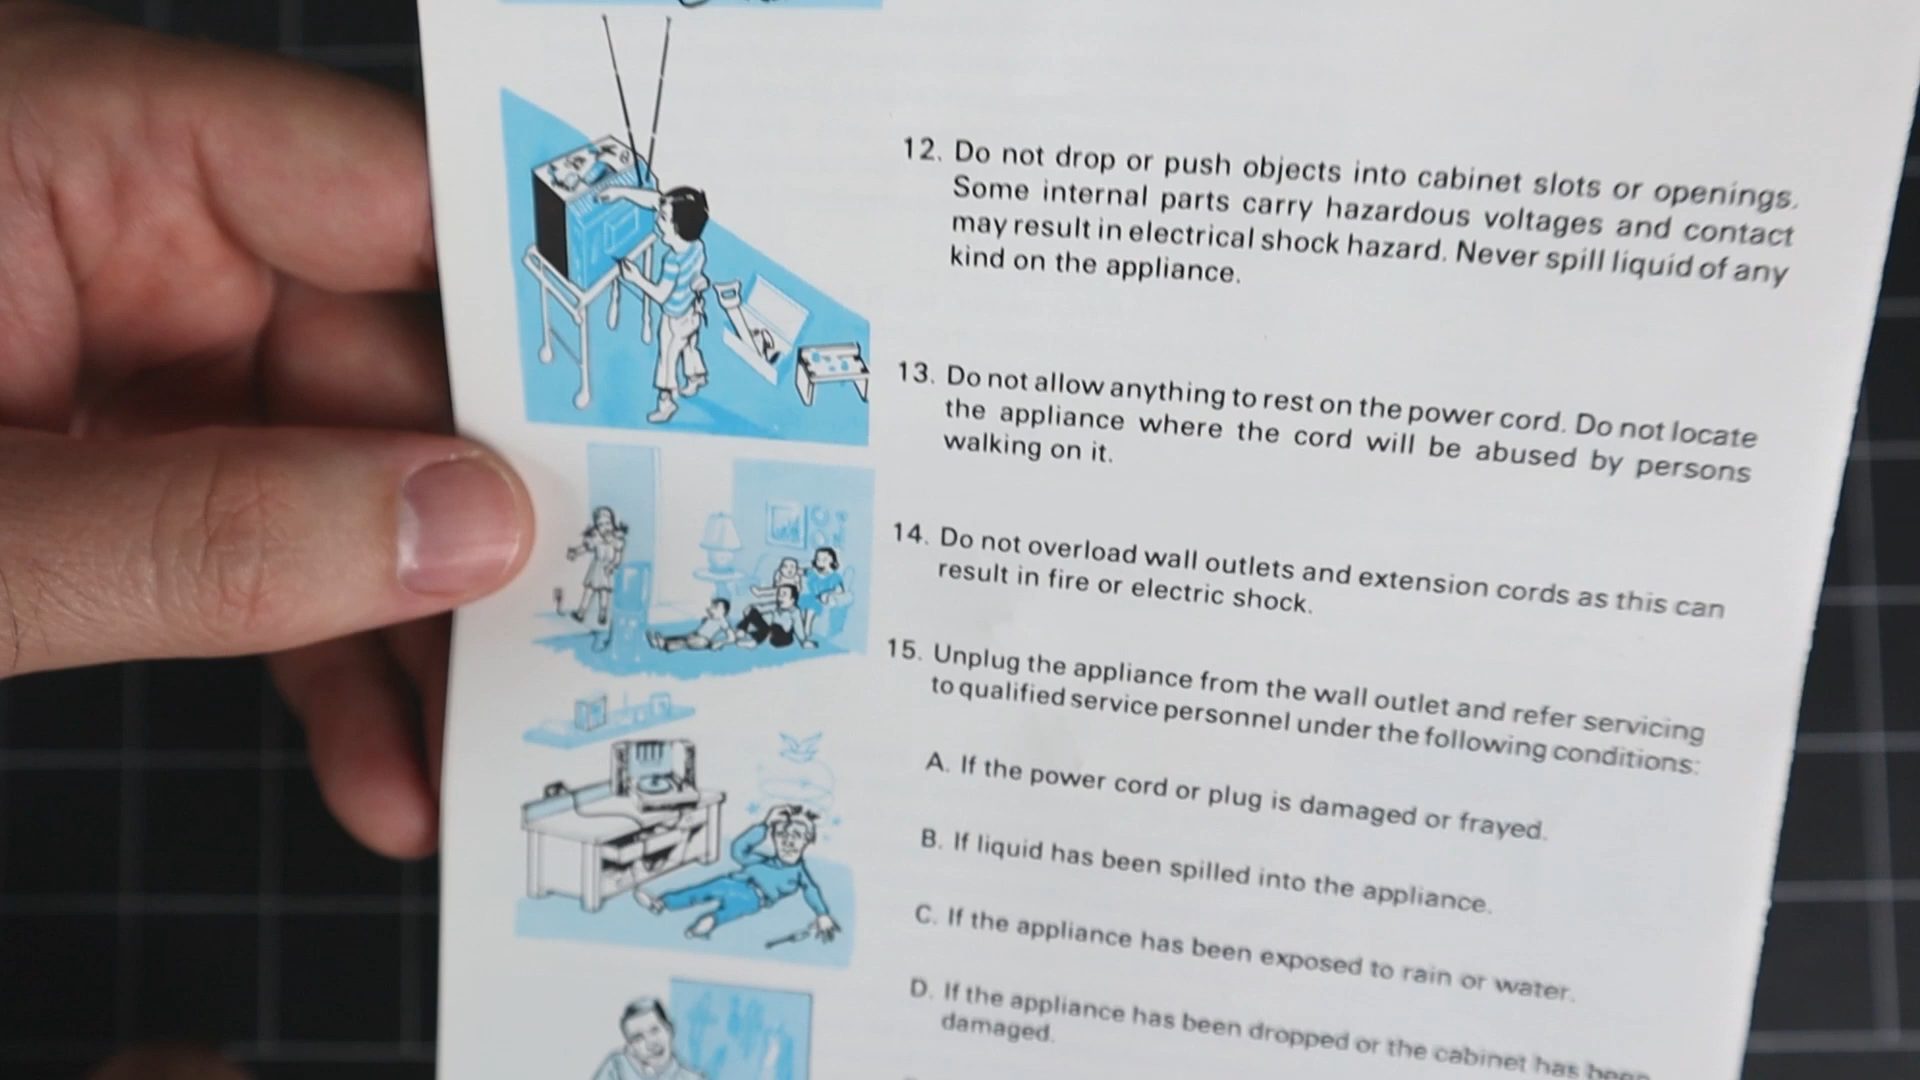 12. Do not drop or push objects into cabinet slots or openings.
Some internal parts carry hazardous voltages and contact
may result in electrical shock hazard. Never spill liquid of any
kind on the appliance.
13. Do not allow anything to rest on the power cord. Do not locate
the appliance where the cord will be abused by persons
walking on it.
14. Do not overload wall outlets and extension cords as this can
result in fire or electric shock.
15. Unplug the appliance from the wall outlet and refer servicing
to qualified service personnel under the following conditions:
A. If the power cord or plug is damaged or frayed.
B. If liquid has been spilled into the appliance.
C. If the appliance has been exposed to rain or water.
D. If the appliance has been dropped or the cabinet has been
damaged.